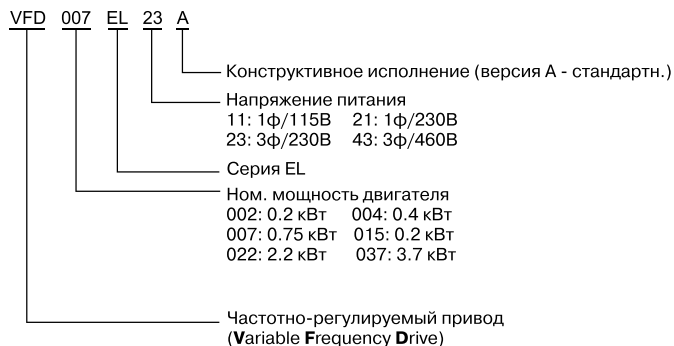 VFD 007 EL 23 A
Конструктивное исполнение (версия А - стандартн.)
Напряжение питания
11: 1ф/115В 21: 1ф/230В
23: 3ф/230В 43: 3ф/460В
Серия EL
Ном. мощность двигателя
002: 0.2 кВт 004: 0.4 кВт
007: 0.75 кВт 015: 0.2 кВт
022: 2.2 кВт 037: 3.7 кВт
Частотно-регулируемый привод
(Variable Frequency Drive)